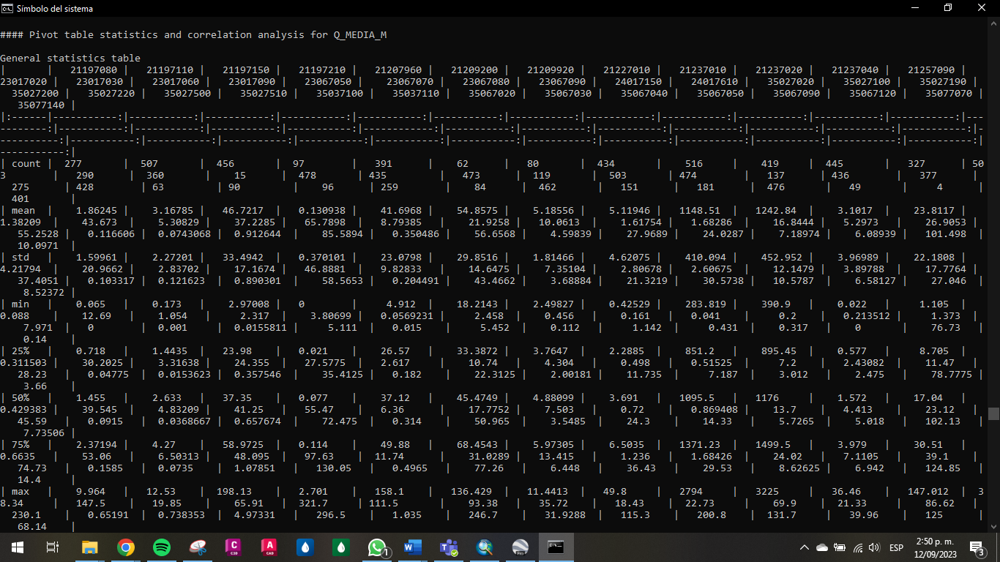 Símbolo del sistema
#### Pivot table statistics and correlation analysis for Q_MEDIA_M
General statistics table
|       |   21197080 |   21197110 |   21197150 |   21197210 |   21207960 |   21209200 |   21209920 |   21227010 |   21237010 |   21237020 |   21237040 |   21257090 |
23017020 |   23017030 |   23017060 |   23017090 |   23067050 |   23067070 |   23067080 |   23067090 |   24017150 |   24017610 |   35027020 |   35027100 |   35027190 |
35027200 |   35027220 |   35027500 |   35027510 |   35037100 |   35037110 |   35067020 |   35067030 |   35067040 |   35067050 |   35067090 |   35067120 |   35077070 |
35077140 |
|:------|-----------:|-----------:|-----------:|-----------:|-----------:|-----------:|-----------:|-----------:|-----------:|-----------:|-----------:|-----------:|---
--------:|-----------:|-----------:|-----------:|-----------:|-----------:|-----------:|-----------:|-----------:|-----------:|-----------:|-----------:|-----------:|-
----------:|-----------:|-----------:|-----------:|-----------:|-----------:|-----------:|-----------:|-----------:|-----------:|-----------:|-----------:|-----------:|
-----------:|
| count | 277 | 507 | 456 | 97 | 391 | 62 | 80 | 434 | 516 | 419 | 445 | 327 | 50
3 | 290 | 360 | 15 | 478 | 435 | 473 | 119 | 503 | 474 | 137 | 436 | 377 |
275 | 428 | 63 | 90 | 96 | 259 | 84 | 462 | 151 | 181 | 476 | 49 | 4 |
401 |
| mean | 1.86245 | 3.16785 | 46.7217 | 0.130938 | 41.6968 | 54.8575 | 5.18556 | 5.11946 | 1148.51 | 1242.84 | 3.1017 | 23.8117 |
1.38209 | 43.673 | 5.30829 | 37.2285 | 65.7898 | 8.79385 | 21.9258 | 10.0613 | 1.61754 | 1.68286 | 16.8444 | 5.2973 | 26.9053 |
55.2528 | 0.116606 | 0.0743068 | 0.912644 | 85.5894 | 0.350486 | 56.6568 | 4.59839 | 27.9689 | 24.0287 | 7.18974 | 6.08939 | 101.498 |
10.0971 |
| std | 1.59961 | 2.27201 | 33.4942 | 0.370101 | 23.0798 | 29.8516 | 1.81466 | 4.62075 | 410.094 | 452.952 | 3.96989 | 22.1808 |
4.21794 | 20.9662 | 2.83702 | 17.1674 | 46.8881 | 9.82833 | 14.6475 | 7.35104 | 2.80678 | 2.60675 | 12.1479 | 3.89788 | 17.7764 |
37.4051 | 0.103317 | 0.121623 | 0.890301 | 58.5653 | 0.204491 | 43.4662 | 3.68884 | 21.3219 | 30.5738 | 10.5787 | 6.58127 | 27.046 |
8.52372 |
| min | 0.065 | 0.173 | 2.97008 | 0 | 4.912 | 18.2143 | 2.49827 | 0.42529 | 283.819 | 390.9 | 0.022 | 1.105 |
0.088 | 12.69 | 1.054 | 2.317 | 3.80699 | 0.0569231 | 2.458 | 0.456 | 0.161 | 0.041 | 0.2 | 0.213512 | 1.373 |
7.971 | 0 | 0.001 | 0.0155811 | 5.111 | 0.015 | 5.452 | 0.112 | 1.142 | 0.431 | 0.317 | 0 | 76.73 |
0.14 |
| 25% | 0.718 | 1.4435 | 23.98 | 0.021 | 26.57 | 33.3872 | 3.7647 | 2.2885 | 851.2 | 895.45 | 0.577 | 8.705 |
0.311503 | 30.2025 | 3.31638 | 24.355 | 27.5775 | 2.617 | 10.74 | 4.304 | 0.498 | 0.51525 | 7.2 | 2.43082 | 11.47 |
28.23 | 0.04775 | 0.0153623 | 0.357546 | 35.4125 | 0.182 | 22.3125 | 2.00181 | 11.735 | 7.187 | 3.012 | 2.475 | 78.7775 |
3.66 |
| 50% | 1.455 | 2.633 | 37.35 | 0.077 | 37.12 | 45.4749 | 4.88099 | 3.691 | 1095.5 | 1176 | 1.572 | 17.04 |
0.429383 | 39.545 | 4.83209 | 41.25 | 55.47 | 6.36 | 17.7752 | 7.503 | 0.72 | 0.869408 | 13.7 | 4.413 | 23.12 |
45.59 | 0.0915 | 0.0368667 | 0.657674 | 72.475 | 0.314 | 50.965 | 3.5485 | 24.3 | 14.33 | 5.7265 | 5.018 | 102.13 |
7.73506 |
| 75% | 2.37194 | 4.27 | 58.9725 | 0.114 | 49.88 | 68.4543 | 5.97305 | 6.5035 | 1371.23 | 1499.5 | 3.979 | 30.51 |
0.6635 | 53.06 | 6.50313 | 48.095 | 97.63 | 11.74 | 31.0289 | 13.415 | 1.236 | 1.68426 | 24.02 | 7.1105 | 39.1 |
74.73 | 0.1585 | 0.0735 | 1.07851 | 130.05 | 0.4965 | 77.26 | 6.448 | 36.43 | 29.53 | 8.62625 | 6.942 | 124.85 |
14.4 |
| max | 9.964 | 12.53 | 198.13 | 2.701 | 158.1 | 136.429 | 11.4413 | 49.8 | 2794 | 3225 | 36.46 | 147.012 | 3
8.34 | 147.5 | 19.85 | 65.91 | 321.7 | 111.5 | 93.38 | 35.72 | 18.43 | 22.73 | 69.9 | 21.33 | 86.62 |
230.1 | 0.65191 | 0.738353 | 4.97331 | 296.5 | 1.035 | 246.7 | 31.9288 | 115.3 | 200.8 | 131.7 | 39.96 | 125 |
68.14 |
ESP
2:50 p. m.
12/09/2023